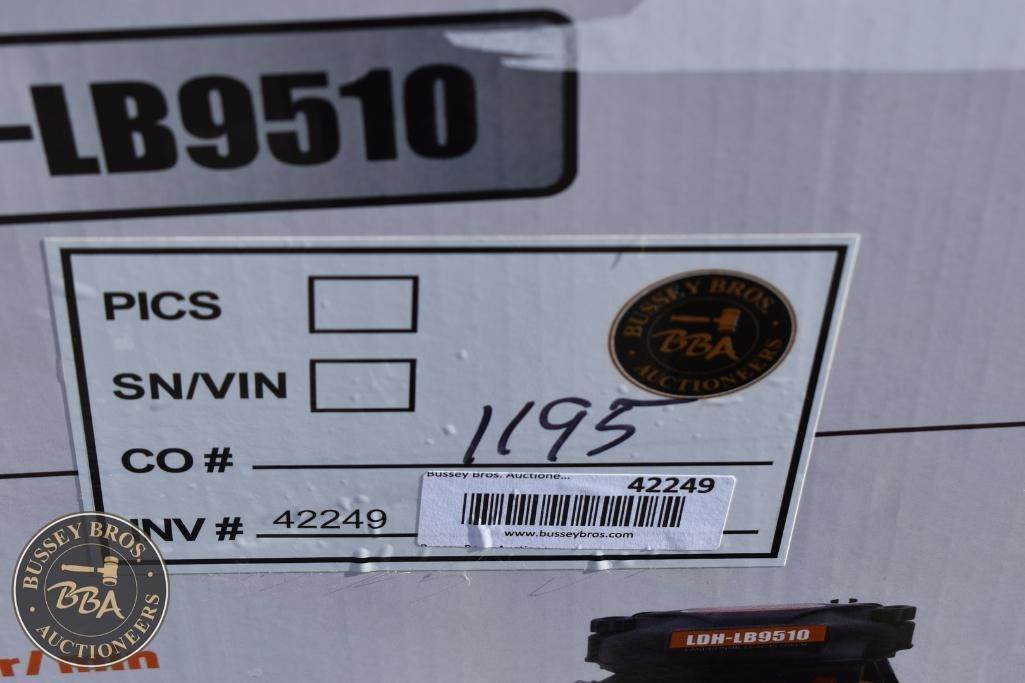 -LB9510
PICS
BUSSEY BROS.
BBA
AUCTIONEERS
SN/VIN
CO # 1195
Bussey Bros. Auctione...
42249
INV # 42249
www.busseybros.com
BUSSEY BROS.
BBA
AUCTIONEERS
LDH-LB9510